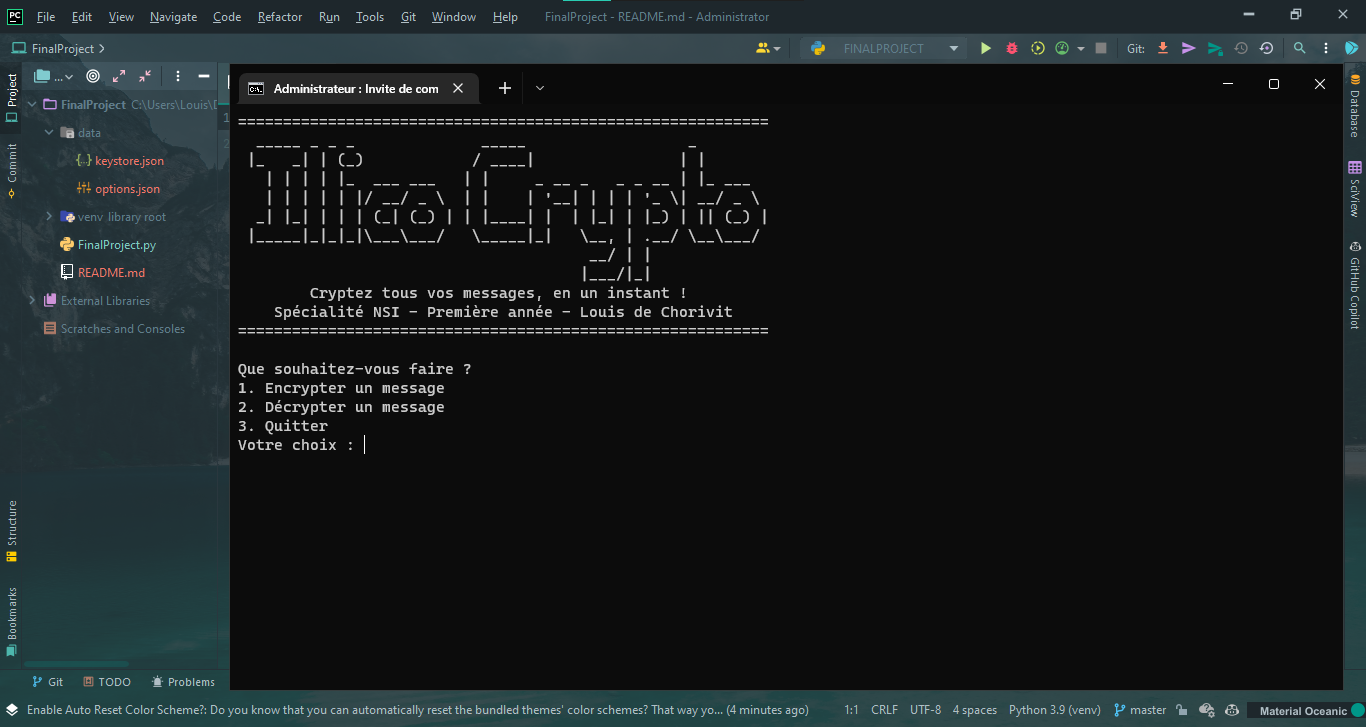 PC File Edit View Navigate Code Refactor Run Tools Git Window Help FinalProject - README.md - Administrator
FinalProject FINALPROJECT Git:
Project
...
Administrateur : Invite de com
FinalProject C:\Users\Louis\
data
keystore.json
options.json
venv library root
FinalProject.py
README.md
External Libraries
Scratches and Consoles
Commit
Structure
Bookmarks
1
2
===========================================================
IllicoCrypto
Cryptez tous vos messages, en un instant !
Spécialité NSI - Première année - Louis de Chorivit
===========================================================
Que souhaitez-vous faire ?
1. Encrypter un message
2. Décrypter un message
3. Quitter
Votre choix :
Database
SciView
GitHub Copilot
Git TODO Problems
Enable Auto Reset Color Scheme?: Do you know that you can automatically reset the bundled themes' color schemes? That way yo... (4 minutes ago) 1:1 CRLF UTF-8 4 spaces Python 3.9 (venv) master Material Oceanic